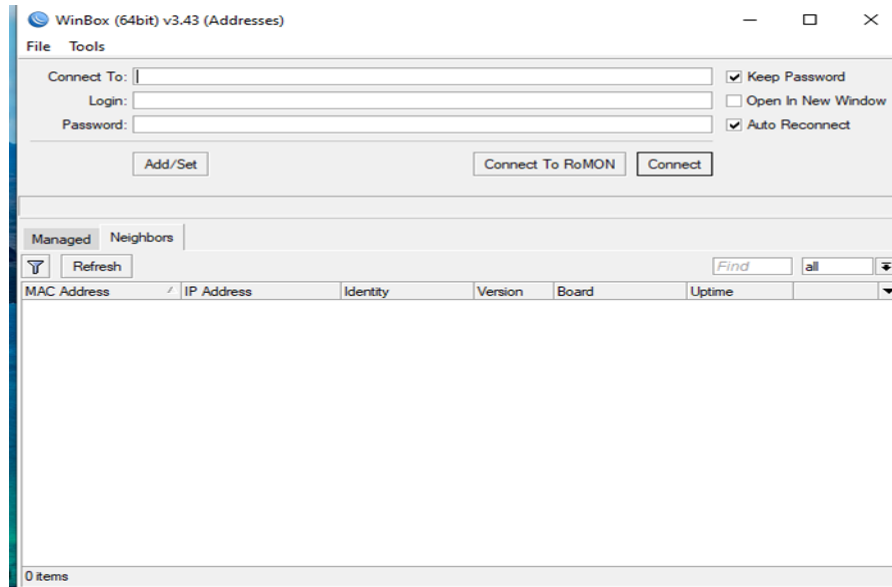 WinBox (64bit) v3.43 (Addresses)
File Tools
Connect To: Keep Password
Login: Open In New Window
Password: Auto Reconnect
Add/Set Connect To RoMON Connect
Managed Neighbors
Refresh Find all
MAC Address IP Address Identity Version Board Uptime
0 items